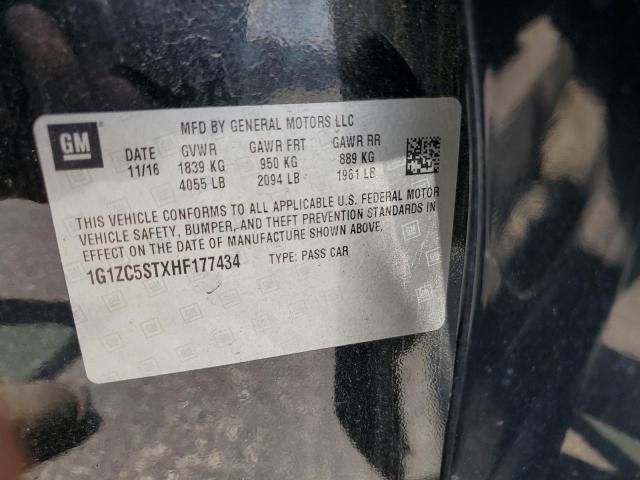 GM
MFD BY GENERAL MOTORS LLC
DATE GVWR GAWR FRT GAWR RR
11/16 1839 KG 950 KG 889 KG
4055 LB 2094 LB 1961 LB
THIS VEHICLE CONFORMS TO ALL APPLICABLE U.S. FEDERAL MOTOR
VEHICLE SAFETY, BUMPER, AND THEFT PREVENTION STANDARDS IN
EFFECT ON THE DATE OF MANUFACTURE SHOWN ABOVE.
1G1ZC5STXHF177434 TYPE: PASS CAR